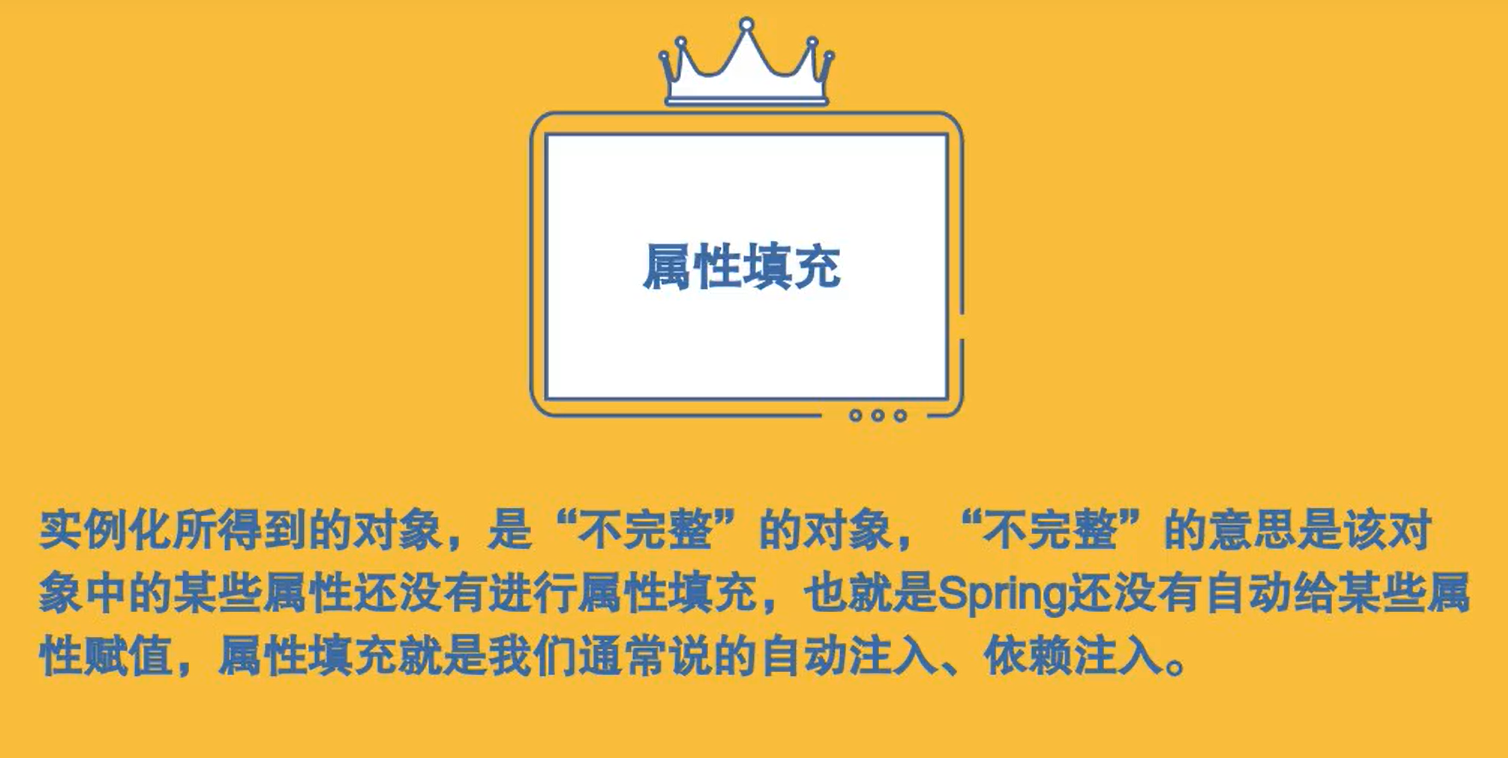 属性填充
实例化所得到的对象，是“不完整”的对象，“不完整”的意思是该对
象中的某些属性还没有进行属性填充，也就是Spring还没有自动给某些属
性赋值，属性填充就是我们通常说的自动注入、依赖注入。